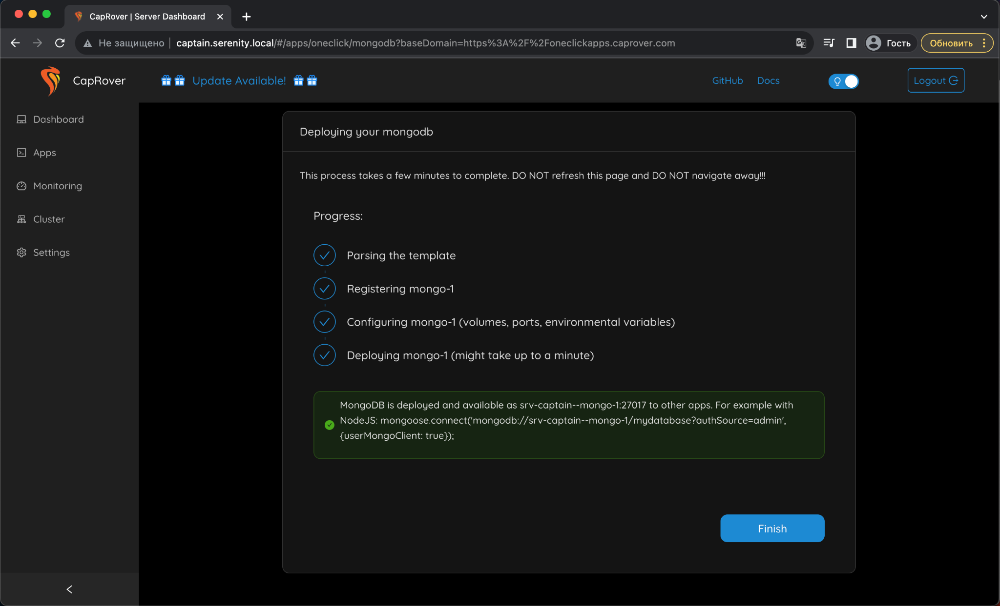 CapRover | Server Dashboard
Не защищено captain.serenity.local/#/apps/oneclick/mongodb?baseDomain=https%3A%2F%2Foneclickapps.caprover.com Гость Обновить
CapRover Update Available! GitHub Docs Logout
Dashboard
Apps
Monitoring
Cluster
Settings
Deploying your mongodb
This process takes a few minutes to complete. DO NOT refresh this page and DO NOT navigate away!!!
Progress:
Parsing the template
Registering mongo-1
Configuring mongo-1 (volumes, ports, environmental variables)
Deploying mongo-1 (might take up to a minute)
MongoDB is deployed and available as srv-captain--mongo-1:27017 to other apps. For example with
NodeJS: mongoose.connect('mongodb://srv-captain--mongo-1/mydatabase?authSource=admin',
{userMongoClient: true});
Finish